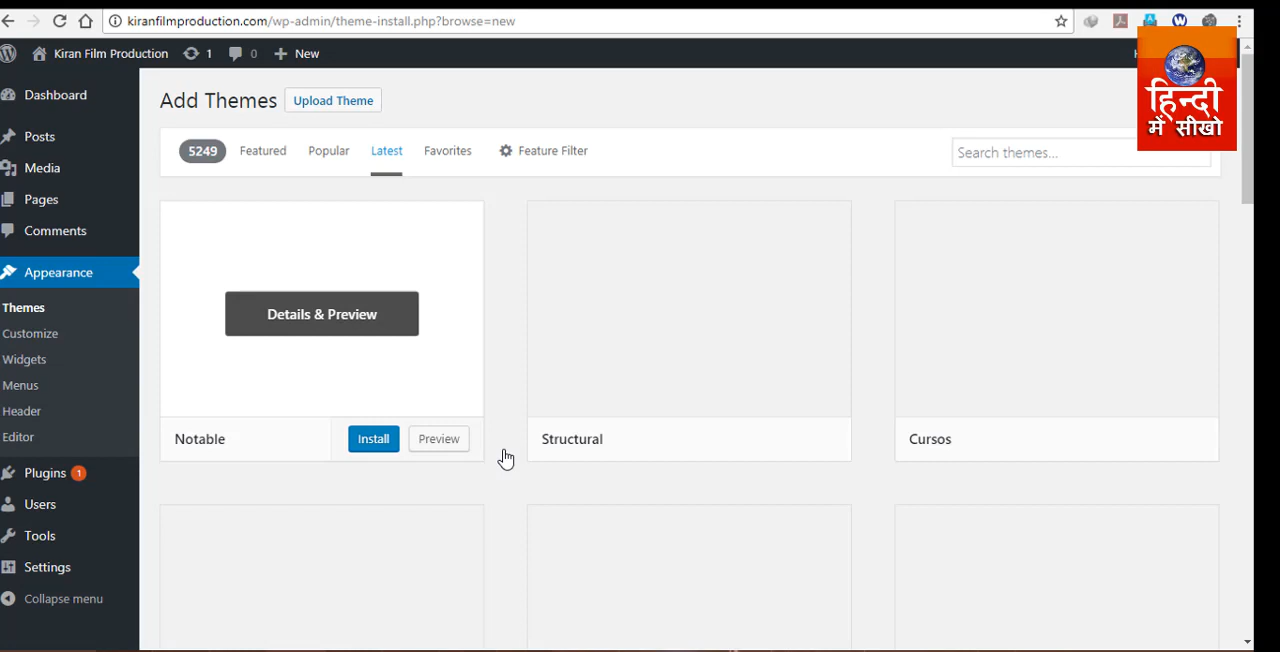 kiranfilmproduction.com/wp-admin/theme-install.php?browse=new
Kiran Film Production 1 0 + New
हिन्दी
में सीखो
Dashboard
Posts
Media
Pages
Comments
Appearance
Themes
Customize
Widgets
Menus
Header
Editor
Plugins 1
Users
Tools
Settings
Collapse menu
Add Themes Upload Theme
5249 Featured Popular Latest Favorites Feature Filter Search themes...
Details & Preview
Notable Install Preview
Structural
Cursos